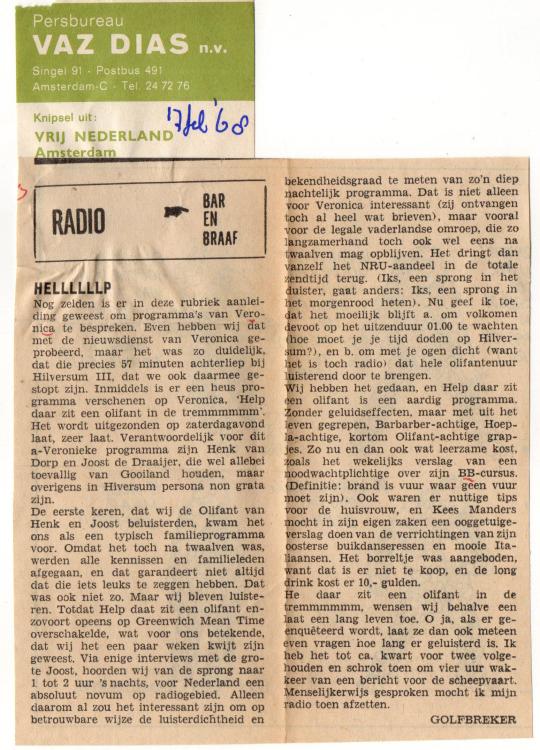 Persbureau
VAZ DIAS n.v.
Singel 91 - Postbus 491
Amsterdam-C - Tel. 24 72 76
Knipsel uit:
17 feb '68
VRIJ NEDERLAND
Amsterdam
RADIO
BAR
EN
BRAAF
HELLLLLLP
Nog zelden is er in deze rubriek aanlei-
ding geweest om programma's van Vero-
nica te bespreken. Even hebben wij dat
met de nieuwsdienst van Veronica ge-
probeerd, maar het was zo duidelijk,
dat die precies 57 minuten achterliep bij
Hilversum III, dat we ook daarmee ge-
stopt zijn. Inmiddels is er een heus pro-
gramma verschenen op Veronica, 'Help
daar zit een olifant in de tremmmmmm'.
Het wordt uitgezonden op zaterdagavond
laat, zeer laat. Verantwoordelijk voor dit
a-Veronieke programma zijn Henk van
Dorp en Joost de Draaijer, die wel allebei
toevallig van Gooiland houden, maar
overigens in Hiversum persona non grata
zijn.
De eerste keren, dat wij de Olifant van
Henk en Joost beluisterden, kwam het
ons als een typisch familieprogramma
voor. Omdat het toch na twaalven was,
werden alle kennissen en familieleden
afgegaan, en dat garandeert niet altijd
dat die iets leuks te zeggen hebben. Dat
was ook niet zo. Maar wij bleven luiste-
ren. Totdat Help daat zit een olifant en-
zovoort opeens op Greenwich Mean Time
overschakelde, wat voor ons betekende,
dat wij het een paar weken kwijt zijn
geweest. Via enige interviews met de gro-
te Joost, hoorden wij van de sprong naar
1 tot 2 uur 's nachts, voor Nederland een
absoluut novum op radiogebied. Alleen
daarom al zou het interessant zijn om op
betrouwbare wijze de luisterdichtheid en
bekendheidsgraad te meten van zo'n diep
nachtelijk programma. Dat is niet alleen
voor Veronica interessant (zij ontvangen
toch al heel wat brieven), maar vooral
voor de legale vaderlandse omroep, die zo
langzamerhand toch ook wel eens na
twaalven mag opblijven. Het dringt dan
vanzelf het NRU-aandeel in de totale
zendtijd terug. (Iks, een sprong in het
duister, gaat anders: Iks, een sprong in
het morgenrood heten). Nu geef ik toe,
dat het moeilijk blijft a. om volkomen
devoot op het uitzenduur 01.00 te wachten
(hoe moet je je tijd doden op Hilver-
sum?), en b. om met je ogen dicht (want
het is toch radio) dat hele olifantenuur
luisterend door te brengen.
Wij hebben het gedaan, en Help daar zit
een olifant is een aardig programma.
Zonder geluidseffecten, maar met uit het
leven gegrepen, Barbarber-achtige, Hoep-
la-achtige, kortom Olifant-achtige grap-
jes. Zo nu en dan ook wat leerzame kost,
zoals het wekelijks verslag van een
noodwachtplichtige over zijn BB-cursus.
(Definitie: brand is vuur waar geen vuur
moet zijn). Ook waren er nuttige tips
voor de huisvrouw, en Kees Manders
mocht in zijn eigen zaken een ooggetuige-
verslag doen van de verrichtingen van zijn
oosterse buikdanseressen en mooie Ita-
liaansen. Het borreltje was aangeboden,
want dat is er niet te koop, en de long
drink kost er 10,- gulden.
He daar zit een olifant in de
tremmmmmm, wensen wij behalve een
laat een lang leven toe. O ja, als er ge-
enquêteerd wordt, laat ze dan ook meteen
even vragen hoe lang er geluisterd is. Ik
heb het tot ca. kwart voor twee volge-
houden en schrok toen om vier uur wak-
keer van een bericht voor de scheepvaart.
Menselijkerwijs gesproken mocht ik mijn
radio toen afzetten.
GOLFBREKER